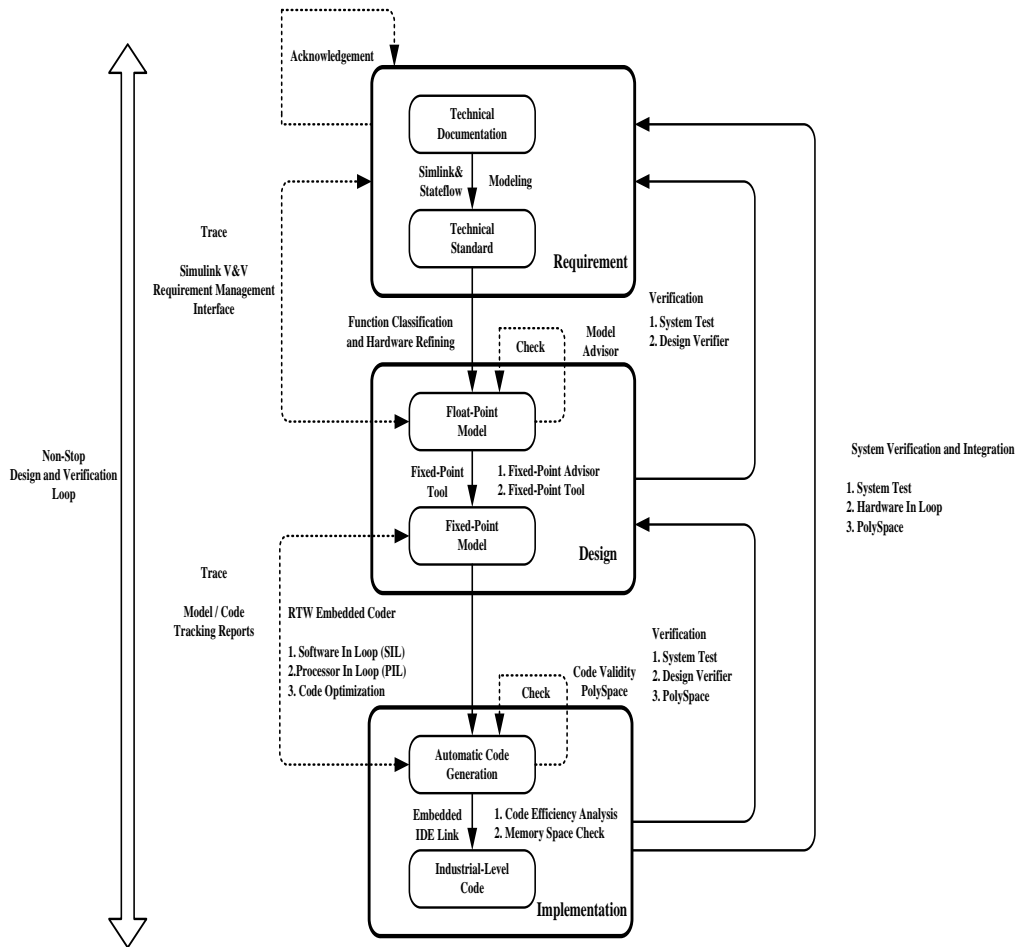 Acknowledgement
Technical
Documentation
Simlink&
Stateflow
Modeling
Technical
Standard
Requirement
Trace
Simulink V&V
Requirement Management
Interface
Function Classification
and Hardware Refining
Check
Model
Advisor
Verification
1. System Test
2. Design Verifier
Float-Point
Model
Fixed-Point
Tool
1. Fixed-Point Advisor
2. Fixed-Point Tool
Fixed-Point
Model
Design
Non-Stop
Design and Verification
Loop
System Verification and Integration
1. System Test
2. Hardware In Loop
3. PolySpace
Trace
Model / Code
Tracking Reports
RTW Embedded Coder
1. Software In Loop (SIL)
2.Processor In Loop (PIL)
3. Code Optimization
Check
Code Validity
PolySpace
Verification
1. System Test
2. Design Verifier
3. PolySpace
Automatic Code
Generation
Embedded
IDE Link
1. Code Efficiency Analysis
2. Memory Space Check
Industrial-Level
Code
Implementation